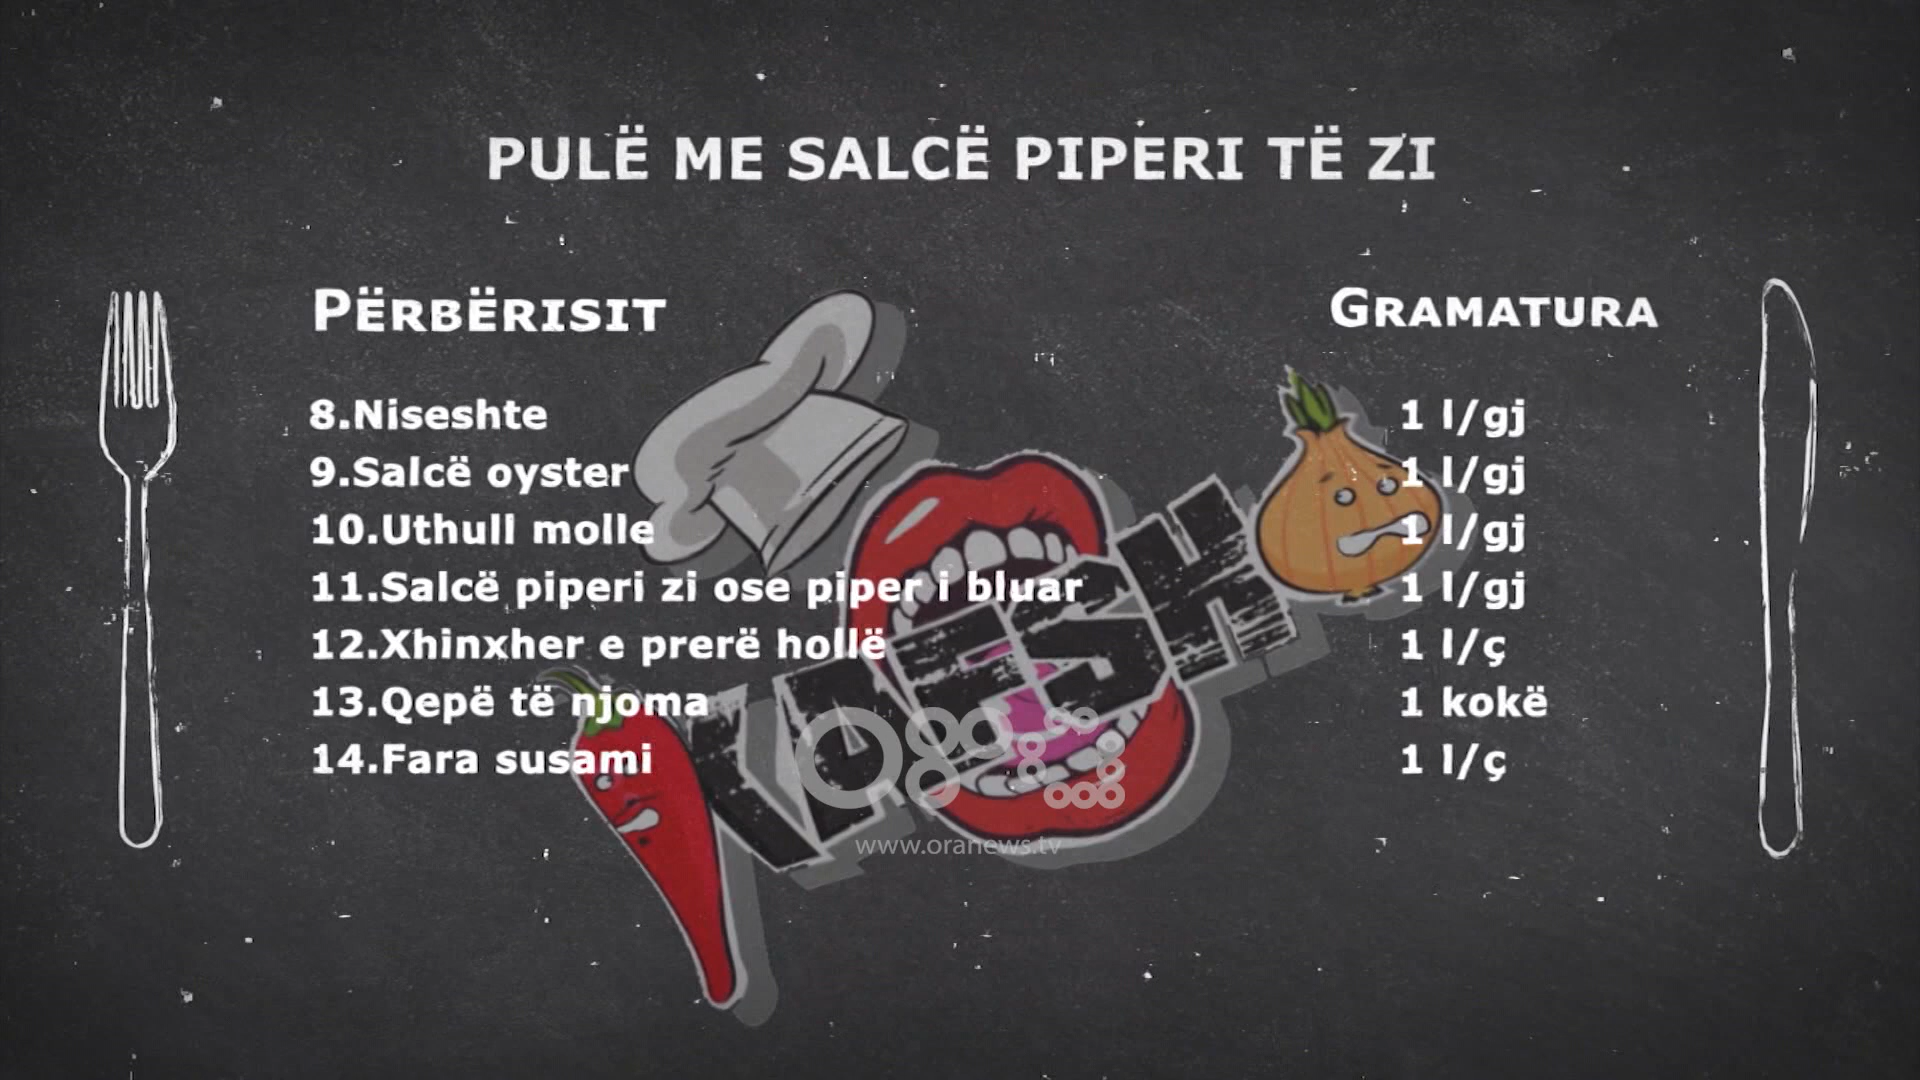 PULË ME SALCË PIPERI TË ZI
PËRBËRISIT GRAMATURA
8.Niseshte 1 l/gj
9.Salcë oyster 1 l/gj
10.Uthull molle 1 l/gj
11.Salcë piperi zi ose piper i bluar 1 l/gj
12.Xhinxher e prerë hollë 1 l/ç
13.Qepë të njoma 1 kokë
14.Fara susami 1 l/ç
KAFSHO
www.oranews.tv